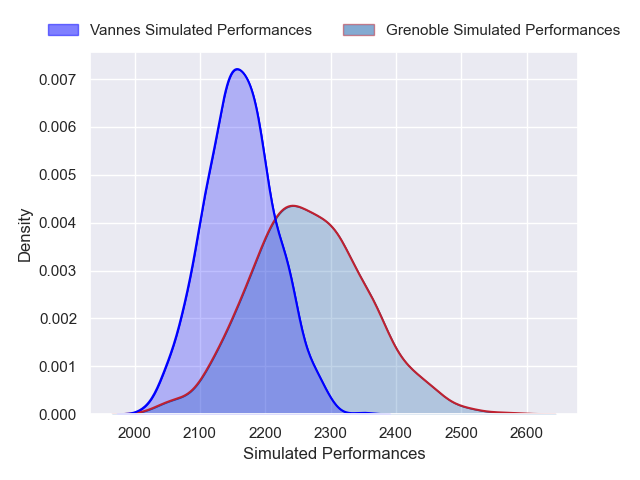 Vannes Simulated Performances
Grenoble Simulated Performances
0.007
0.006
0.005
0.004
0.003
0.002
0.001
0.000
Density
2000 2100 2200 2300 2400 2500 2600
Simulated Performances